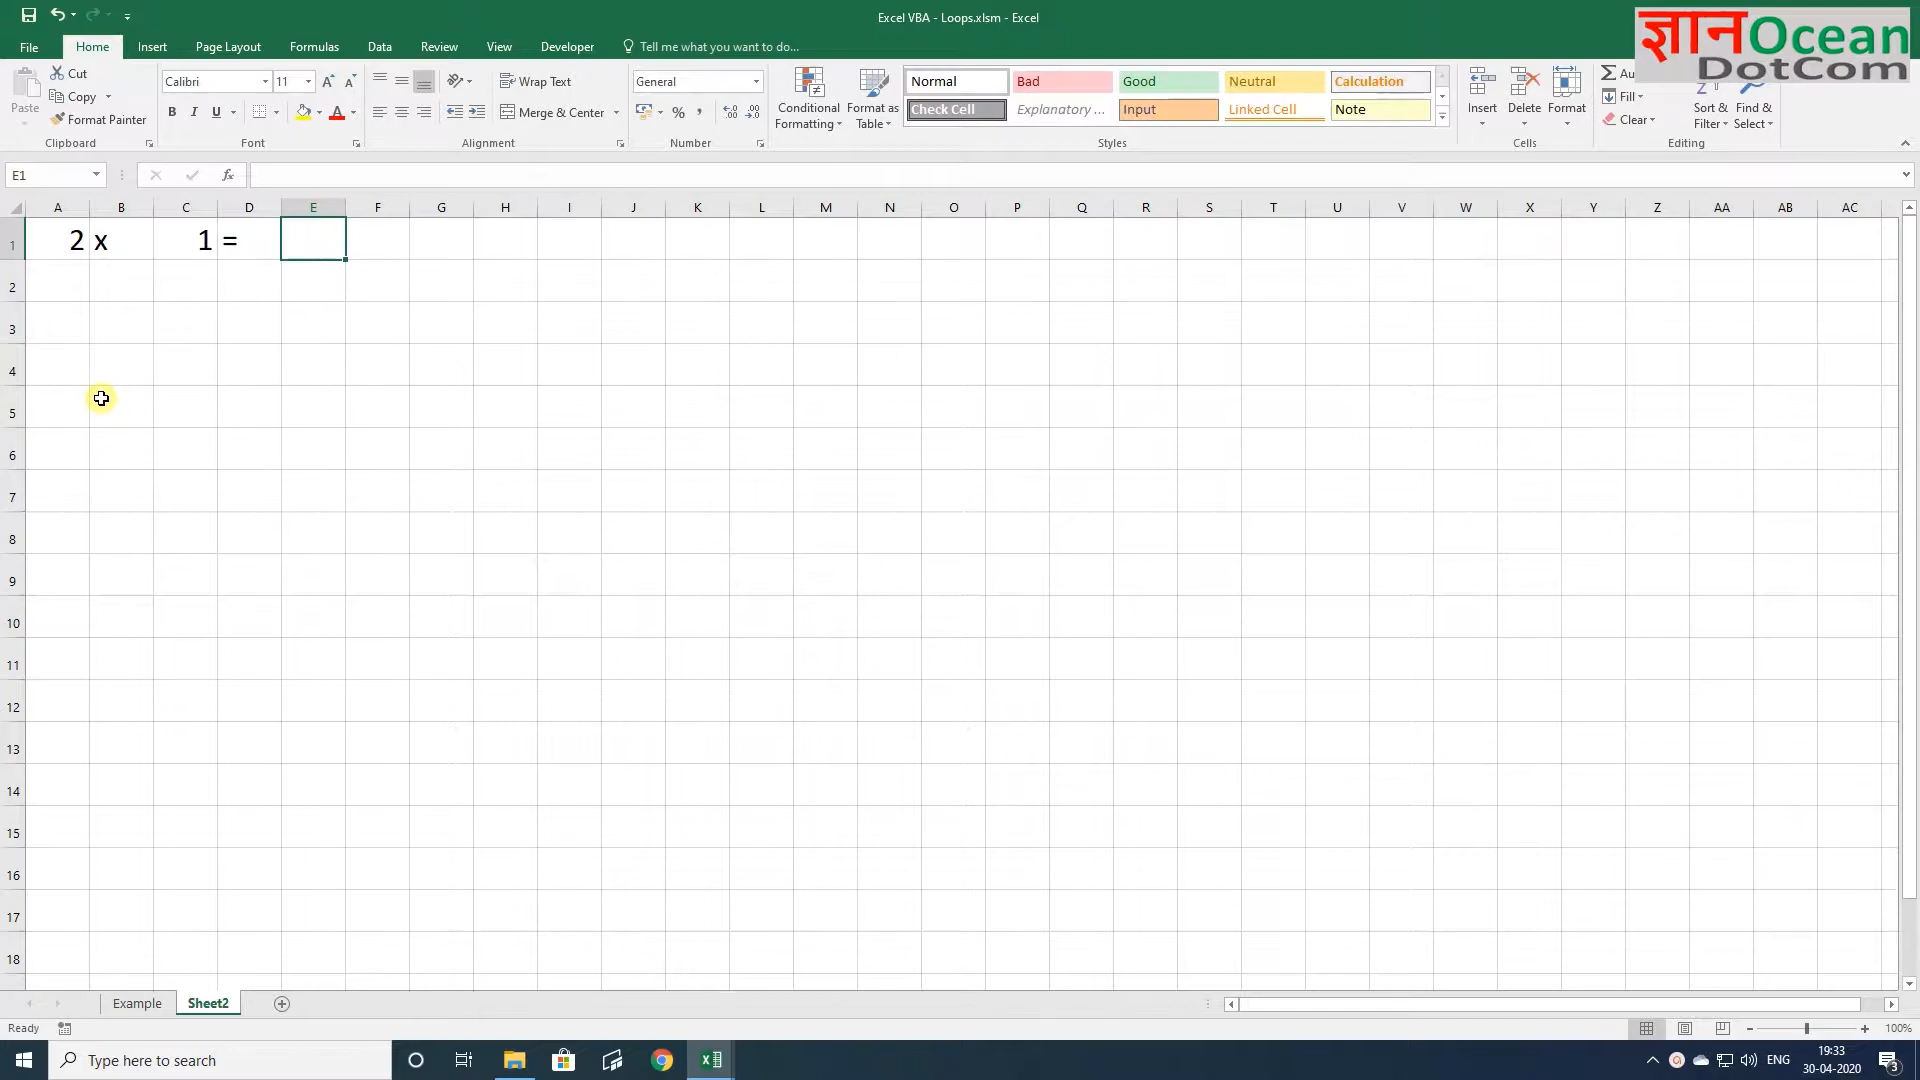 Excel VBA - Loops.xlsm - Excel
ज्ञानOcean
DotCom
File Home Insert Page Layout Formulas Data Review View Developer Tell me what you want to do...
Paste
Cut
Copy
Format Painter
Clipboard
Calibri 11
B I U
Font
Wrap Text
Merge & Center
Alignment
General
%
Number
Conditional Formatting
Format as Table
Normal Bad Good Neutral Calculation
Check Cell Explanatory ... Input Linked Cell Note
Styles
Insert Delete Format
Cells
Fill
Clear
Sort & Filter
Find & Select
Editing
E1
fx
A B C D E F G H I J K L M N O P Q R S T U V W X Y Z AA AB AC
1 2 x 1 =
2
3
4
5
6
7
8
9
10
11
12
13
14
15
16
17
18
Example Sheet2
Ready
100%
Type here to search
ENG
19:33
30-04-2020
3